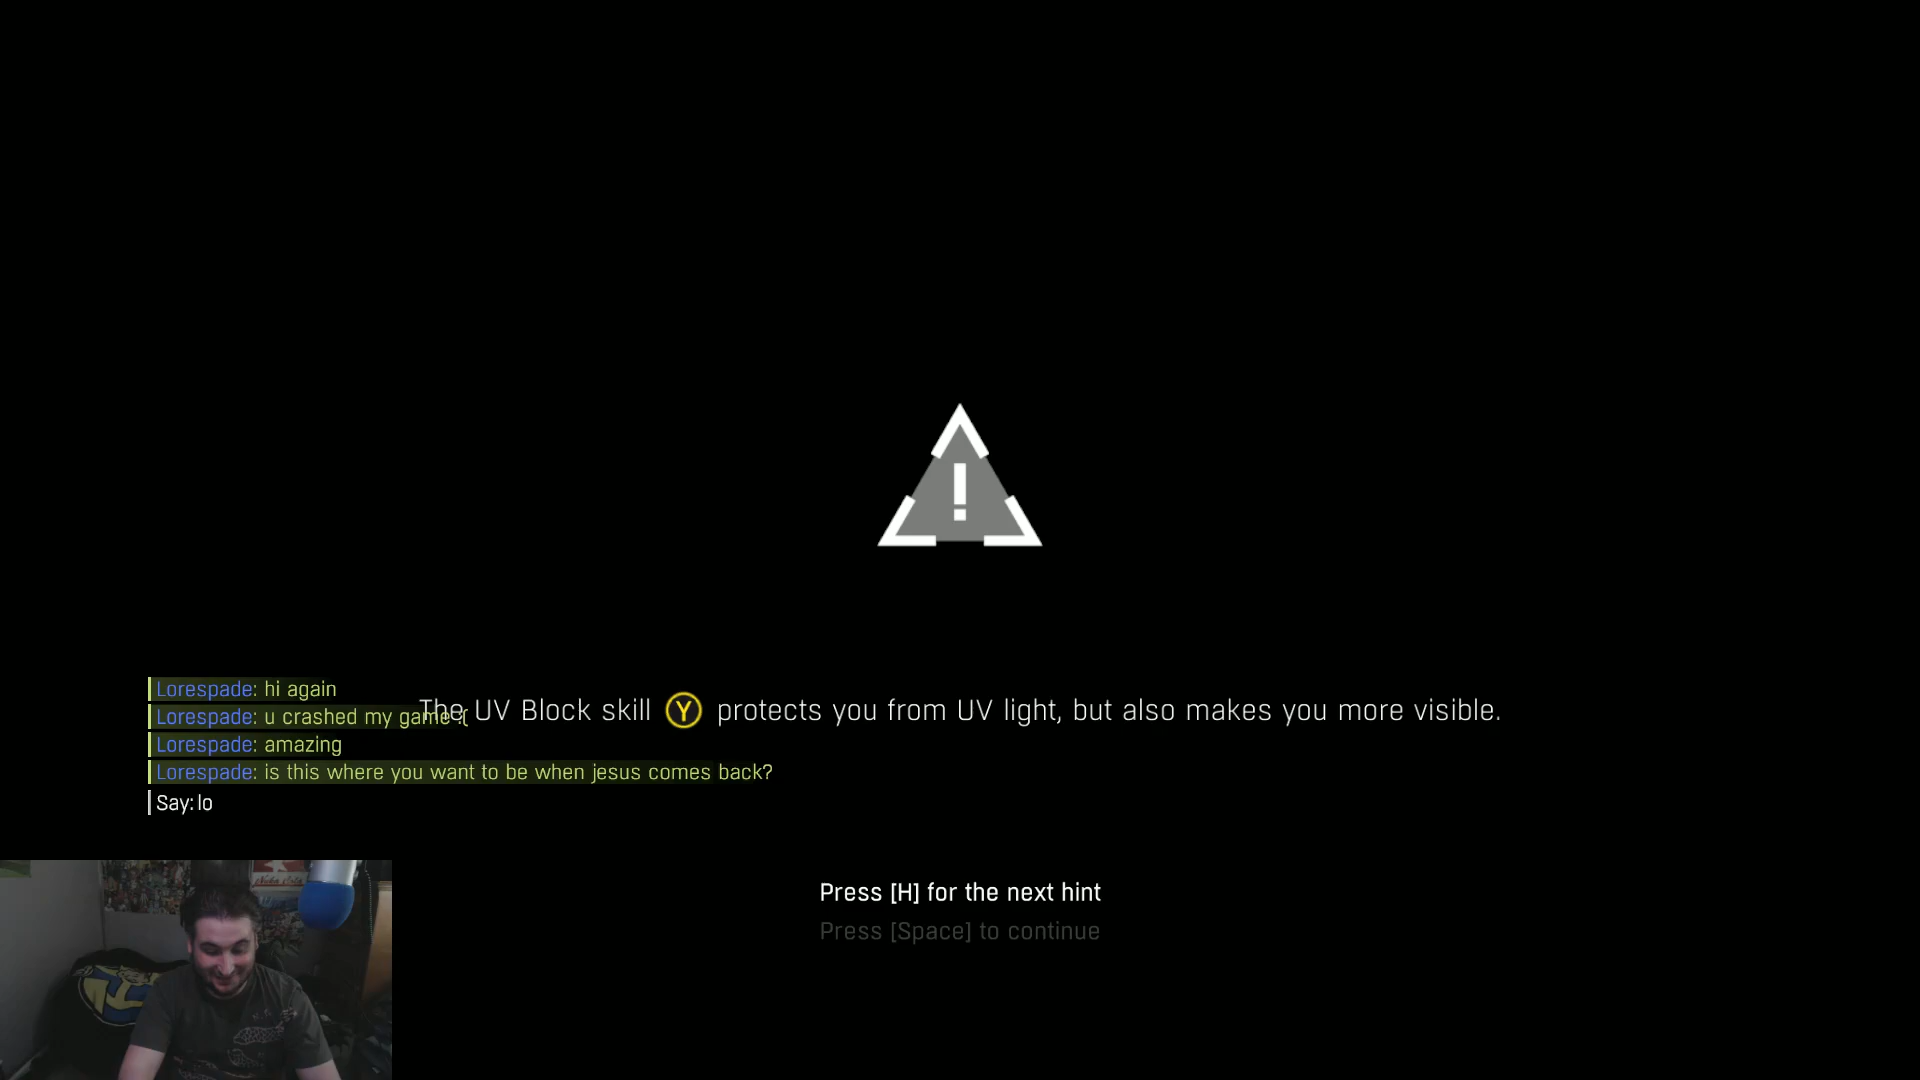 Lorespade: hi again
Lorespade: u crashed my game :(
The UV Block skill Y protects you from UV light, but also makes you more visible.
Lorespade: amazing
Lorespade: is this where you want to be when jesus comes back?
Say: lo
Press [H] for the next hint
Press [Space] to continue